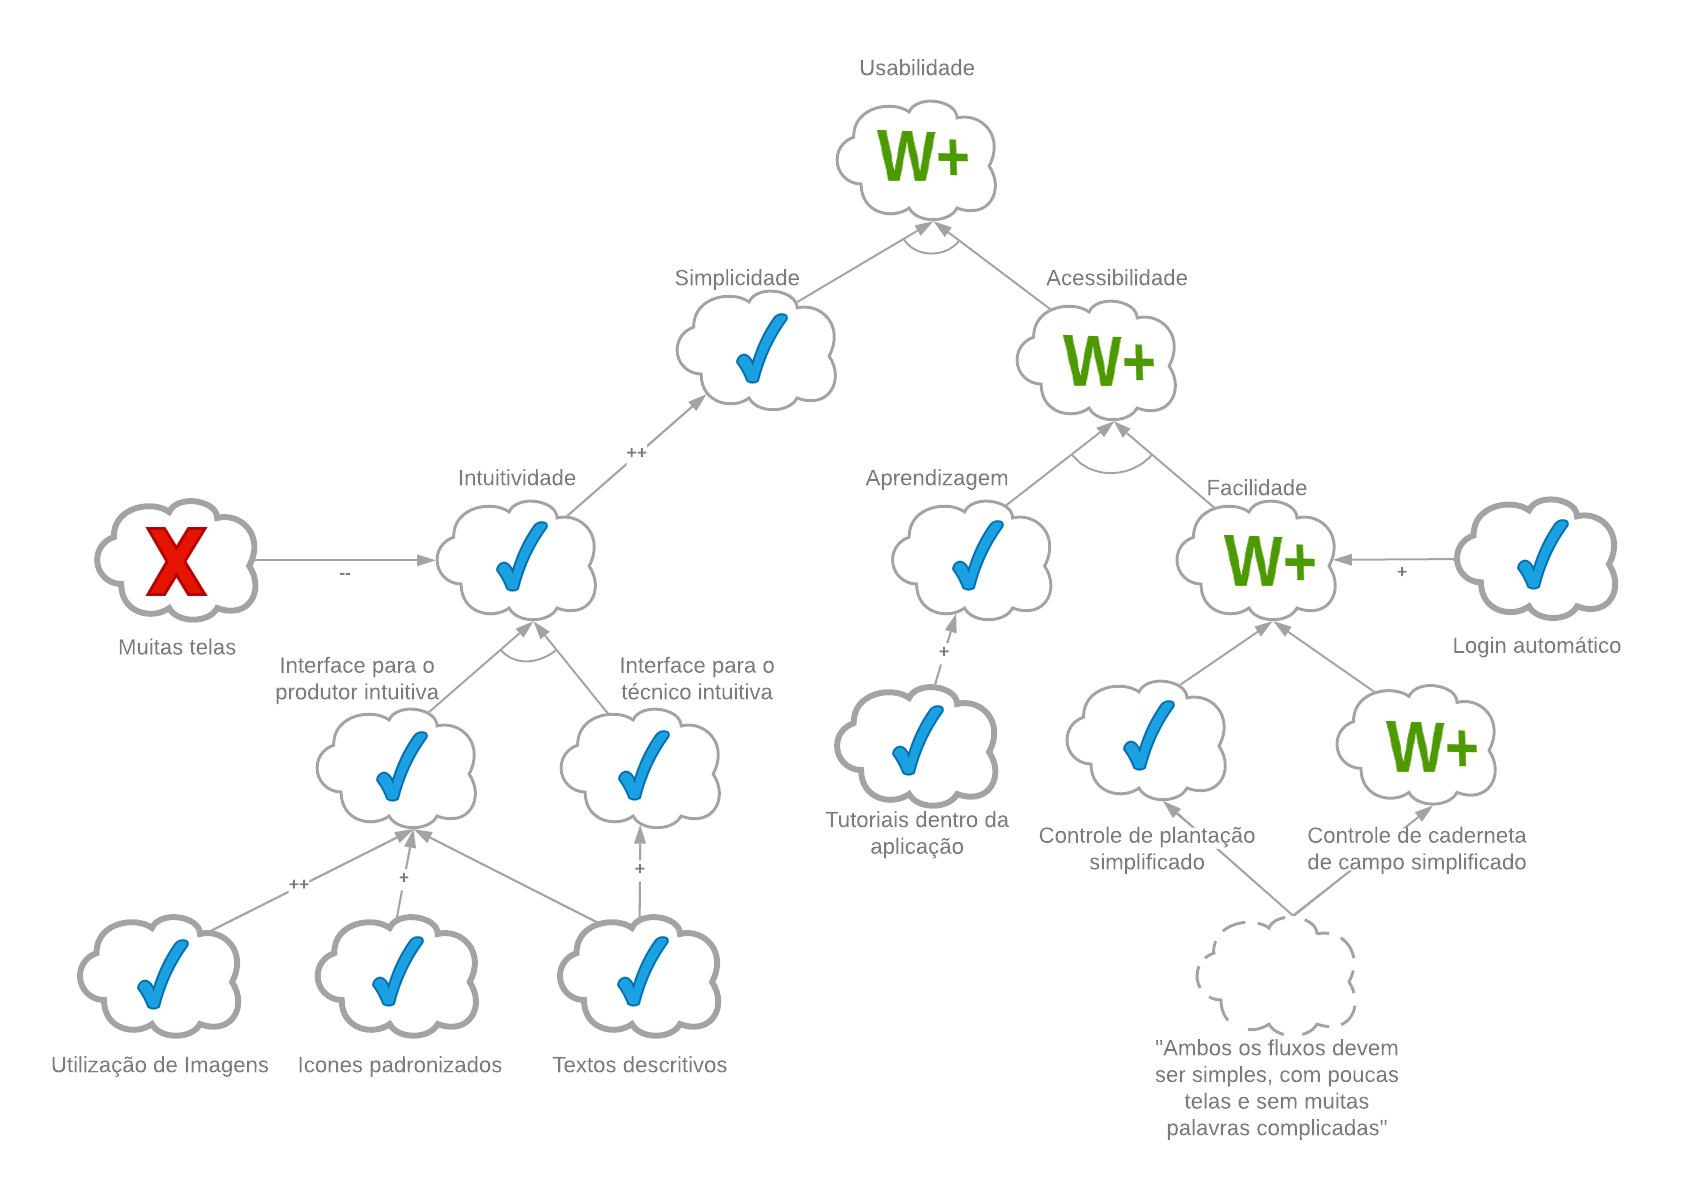 Usabilidade
W+
Simplicidade
Acessibilidade
W+
++
Intuitividade
Aprendizagem
Facilidade
X
--
W+
+
Muitas telas
Login automático
Interface para o
produtor intuitiva
Interface para o
técnico intuitiva
+
W+
Tutoriais dentro da
aplicação
Controle de plantação
simplificado
Controle de caderneta
de campo simplificado
++
+
+
Utilização de Imagens
Icones padronizados
Textos descritivos
"Ambos os fluxos devem
ser simples, com poucas
telas e sem muitas
palavras complicadas"